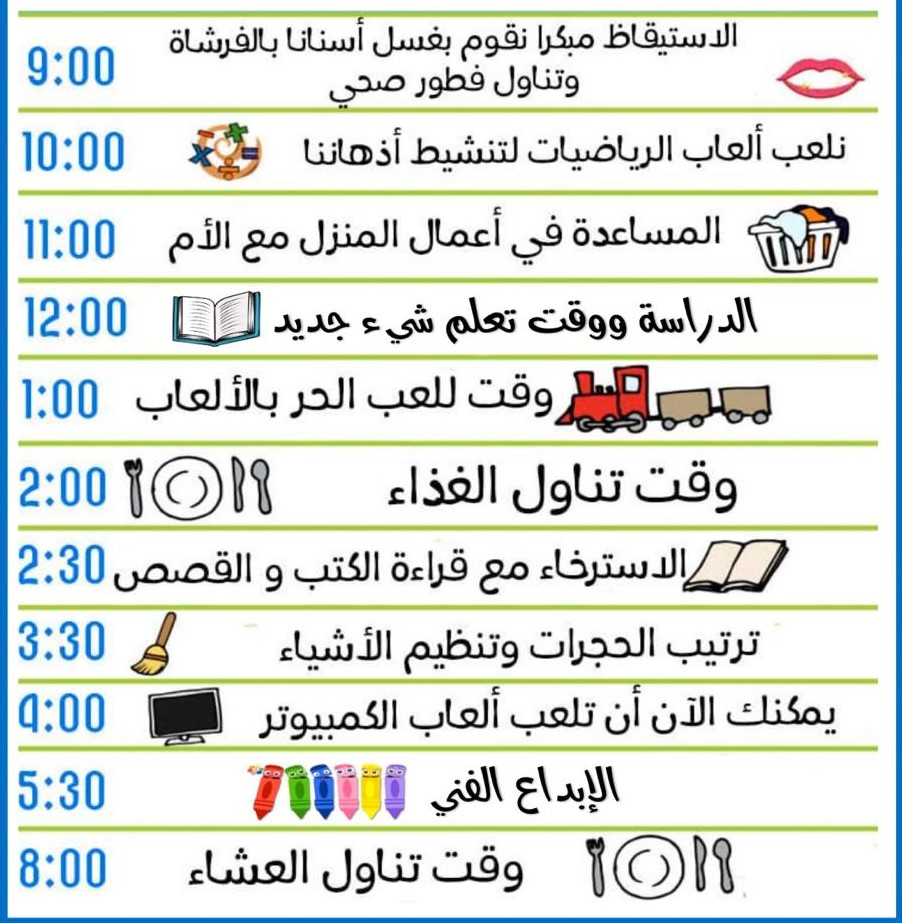 9:00 الاستيقاظ مبكرا نقوم بغسل أسنانا بالفرشاة
وتناول فطور صحي
10:00 نلعب ألعاب الرياضيات لتنشيط أذهاننا
11:00 المساعدة في أعمال المنزل مع الأم
12:00 الدراسة ووقت تعلم شيء جديد
1:00 وقت للعب الحر بالألعاب
2:00 وقت تناول الغذاء
2:30 الاسترخاء مع قراءة الكتب و القصص
3:30 ترتيب الحجرات وتنظيم الأشياء
4:00 يمكنك الآن أن تلعب ألعاب الكمبيوتر
5:30 الإبداع الفني
8:00 وقت تناول العشاء